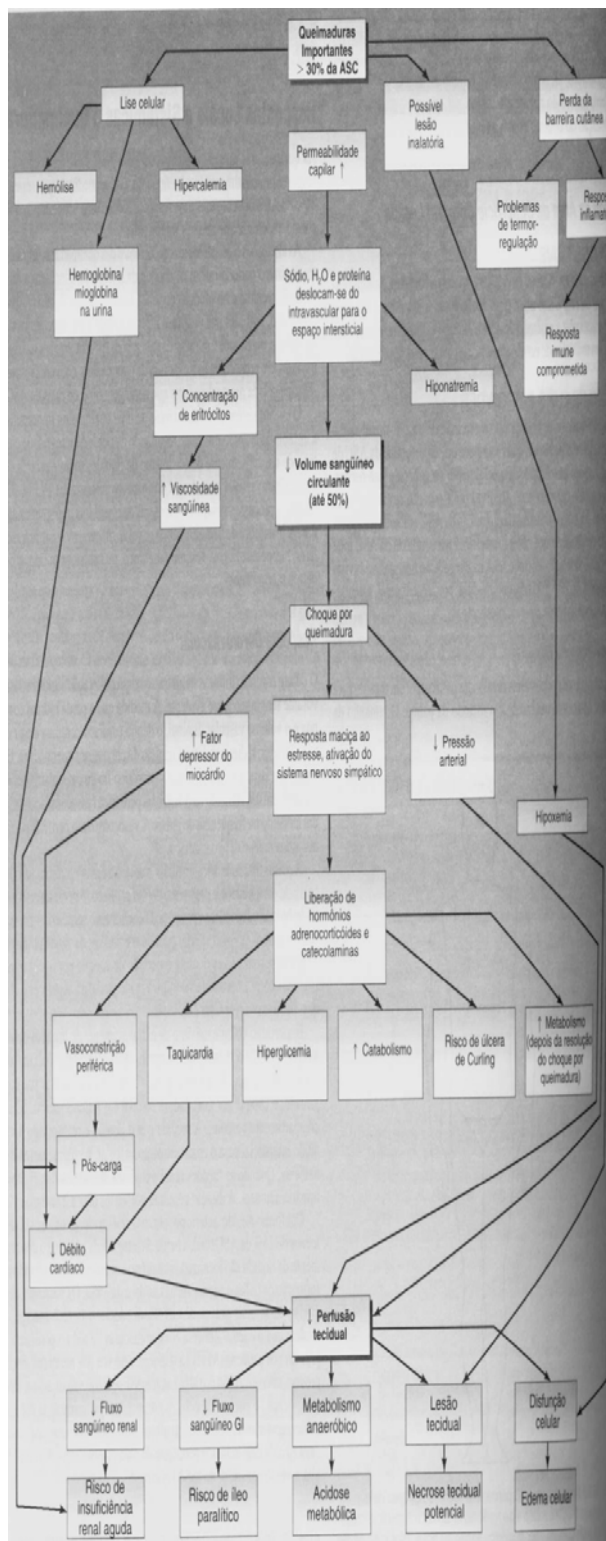 Queimaduras
Importantes
> 30% da ASC
Lise celular
Possível
lesão
inalatória
Perda da
barreira cutânea
Permeabilidade
capilar ↑
Hemólise
Hipercalemia
Problemas
de termor-
regulação
Respos
inflamat
Hemoglobina/
mioglobina
na urina
Sódio, H₂O e proteína
deslocam-se do
intravascular para o
espaço intersticial
Resposta
imune
comprometida
↑ Concentração
de eritrócitos
Hiponatremia
↑ Viscosidade
sangüínea
↓ Volume sangüíneo
circulante
(até 50%)
Choque por
queimadura
↑ Fator
depressor do
miocárdio
Resposta maciça ao
estresse, ativação do
sistema nervoso simpático
↓ Pressão
arterial
Hipoxemia
Liberação de
hormônios
adrenocorticóides e
catecolaminas
Vasoconstrição
periférica
Taquicardia
Hiperglicemia
↑ Catabolismo
Risco de úlcera
de Curling
↑ Metabolismo
(depois da resolução
do choque por
queimadura)
↑ Pós-carga
↓ Débito
cardíaco
↓ Perfusão
tecidual
↓ Fluxo
sangüíneo renal
↓ Fluxo
sangüíneo GI
Metabolismo
anaeróbico
Lesão
tecidual
Disfunção
celular
Risco de
insuficiência
renal aguda
Risco de íleo
paralítico
Acidose
metabólica
Necrose tecidual
potencial
Edema celular